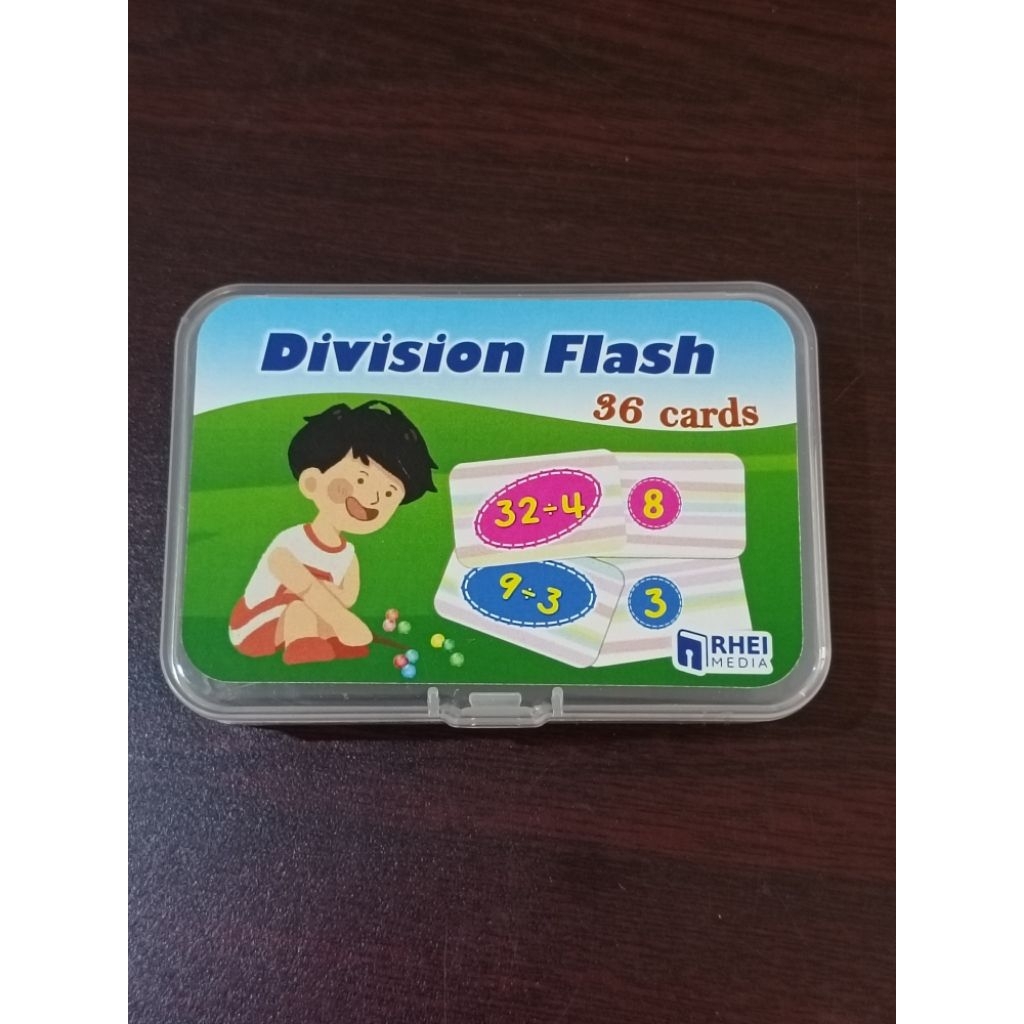 Division Flash
36 cards
32÷4
8
9÷3
3
RHEI
MEDIA